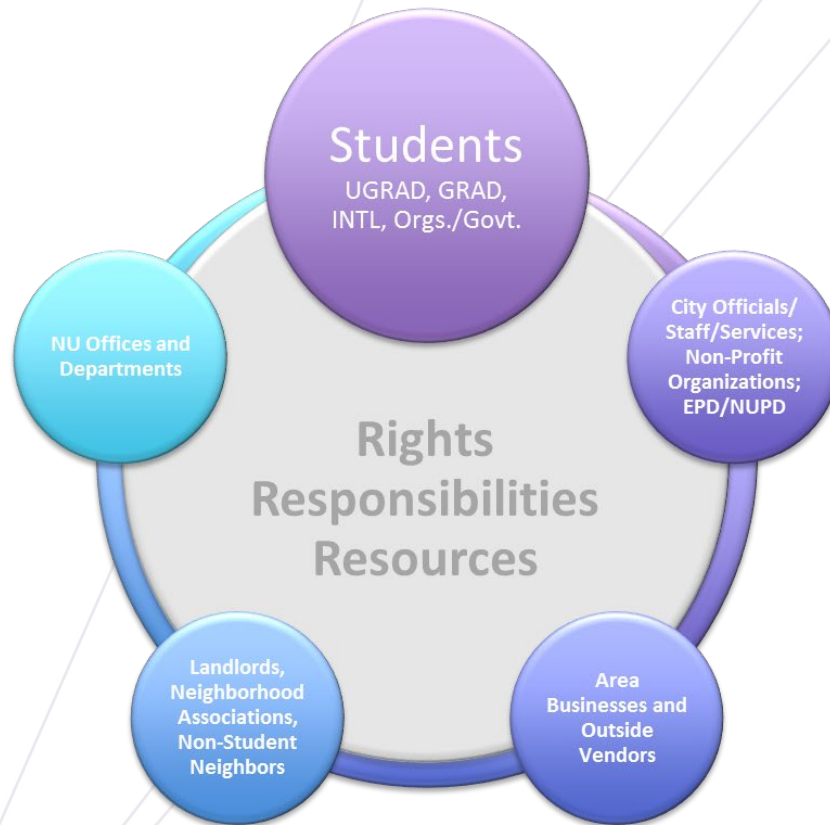 Students
UGRAD, GRAD,
INTL, Orgs./Govt.
City Officials/
Staff/Services;
Non-Profit
Organizations;
EPD/NUPD
Area
Businesses and
Outside
Vendors
Landlords,
Neighborhood
Associations,
Non-Student
Neighbors
NU Offices and
Departments
Rights
Responsibilities
Resources